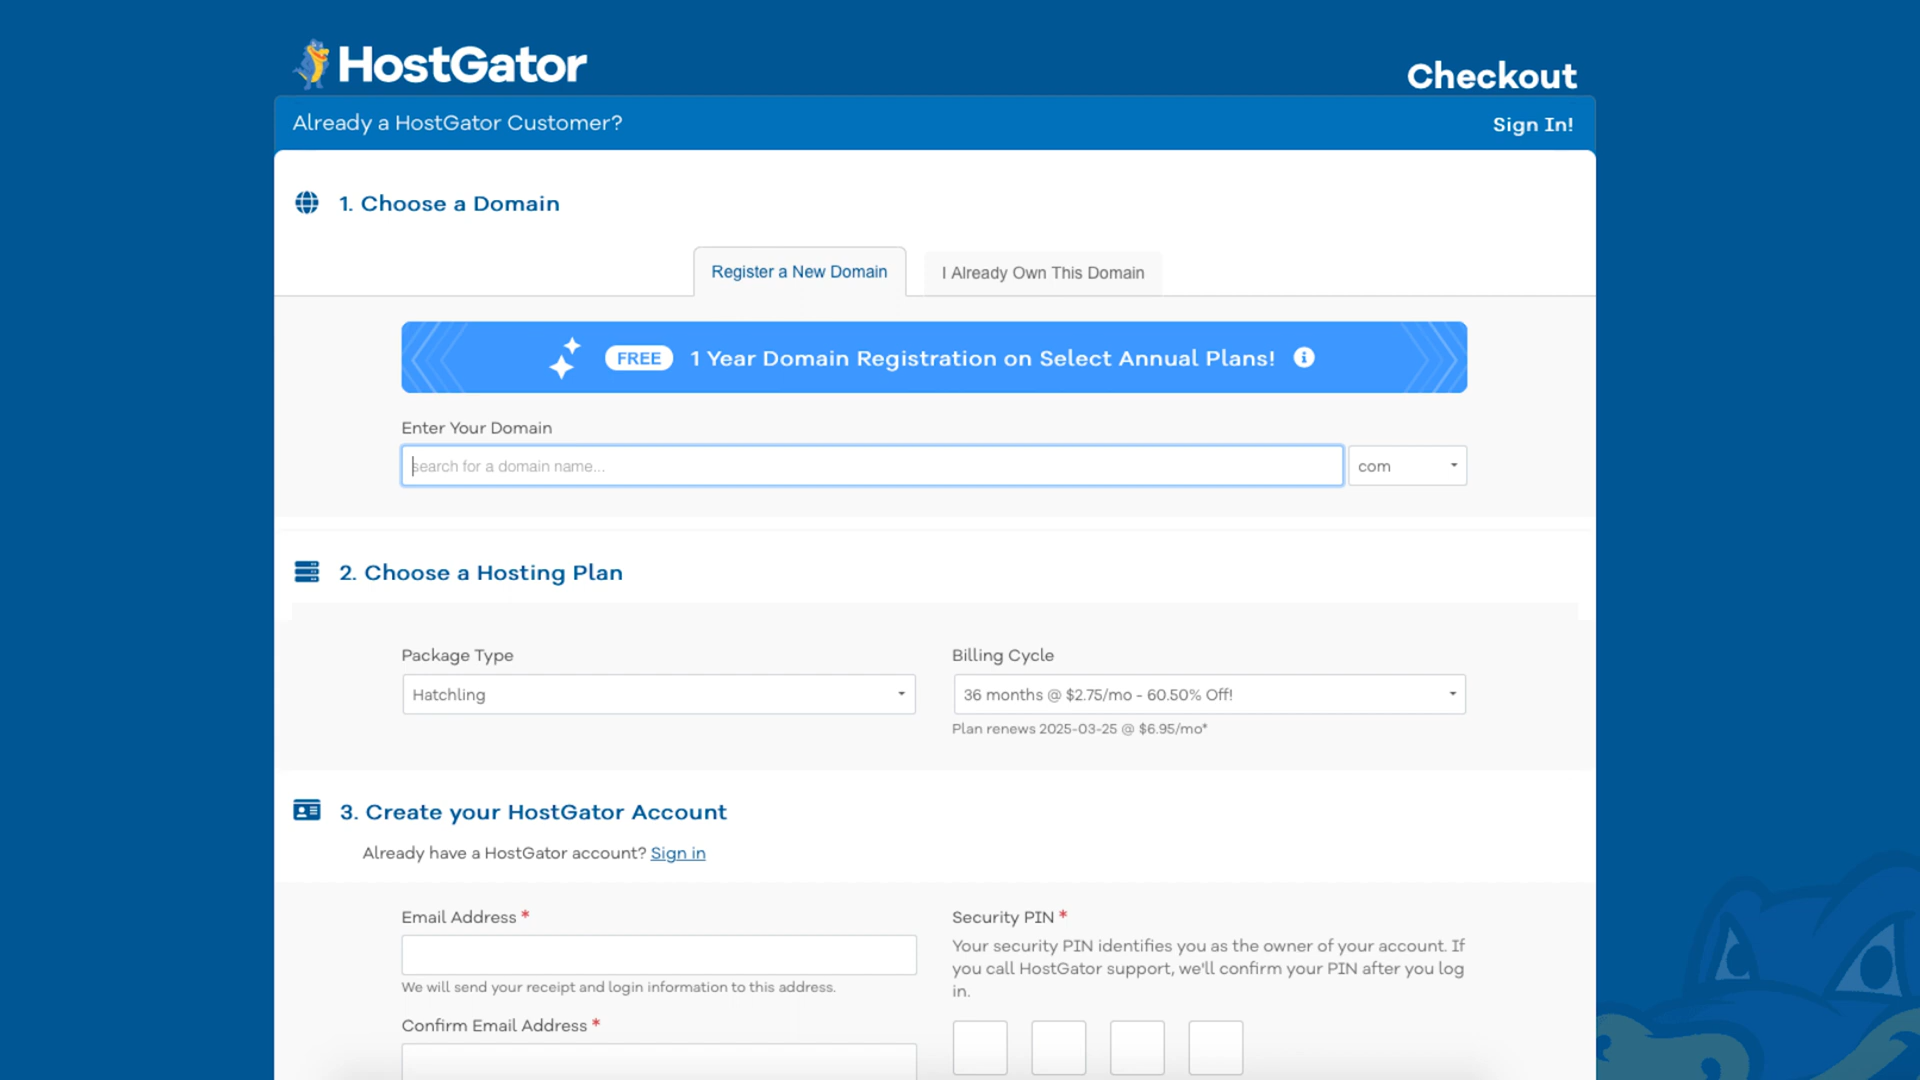 HostGator
Checkout
Already a HostGator Customer?
Sign In!
1. Choose a Domain
Register a New Domain
I Already Own This Domain
FREE 1 Year Domain Registration on Select Annual Plans!
Enter Your Domain
search for a domain name...
com
2. Choose a Hosting Plan
Package Type
Billing Cycle
Hatchling
36 months @ $2.75/mo - 60.50% Off!
Plan renews 2025-03-25 @ $6.95/mo*
3. Create your HostGator Account
Already have a HostGator account? Sign in
Email Address *
Security PIN *
Your security PIN identifies you as the owner of your account. If
you call HostGator support, we'll confirm your PIN after you log
in.
We will send your receipt and login information to this address.
Confirm Email Address *